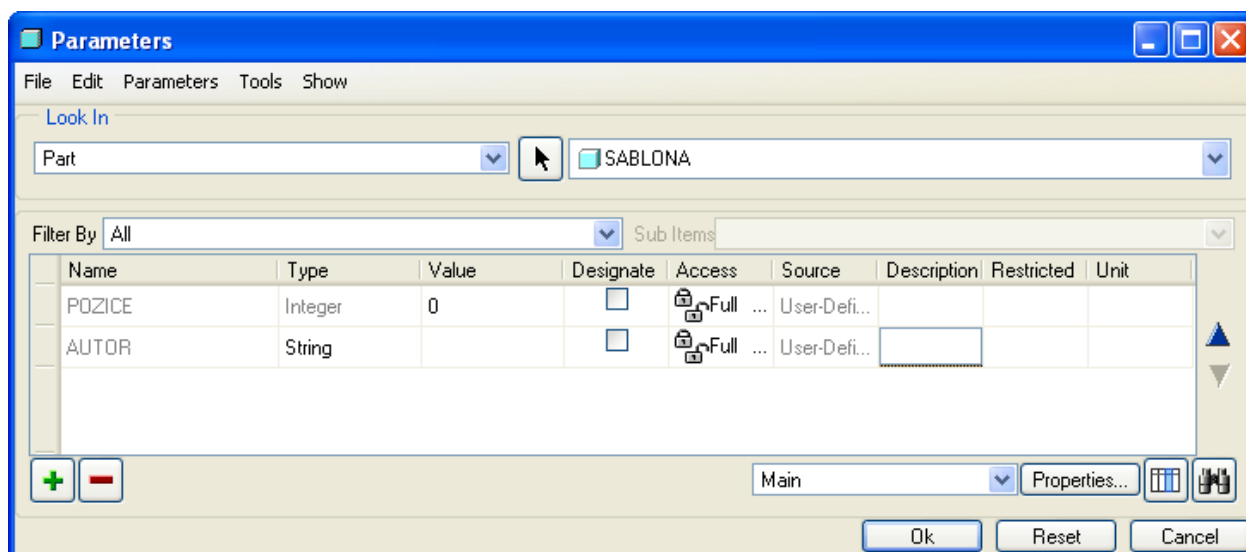 Parameters
File Edit Parameters Tools Show
Look In
Part SABLONA
Filter By All Sub Items
Name Type Value Designate Access Source Description Restricted Unit
POZICE Integer 0 Full ... User-Defi...
AUTOR String Full ... User-Defi...
Main Properties...
Ok Reset Cancel